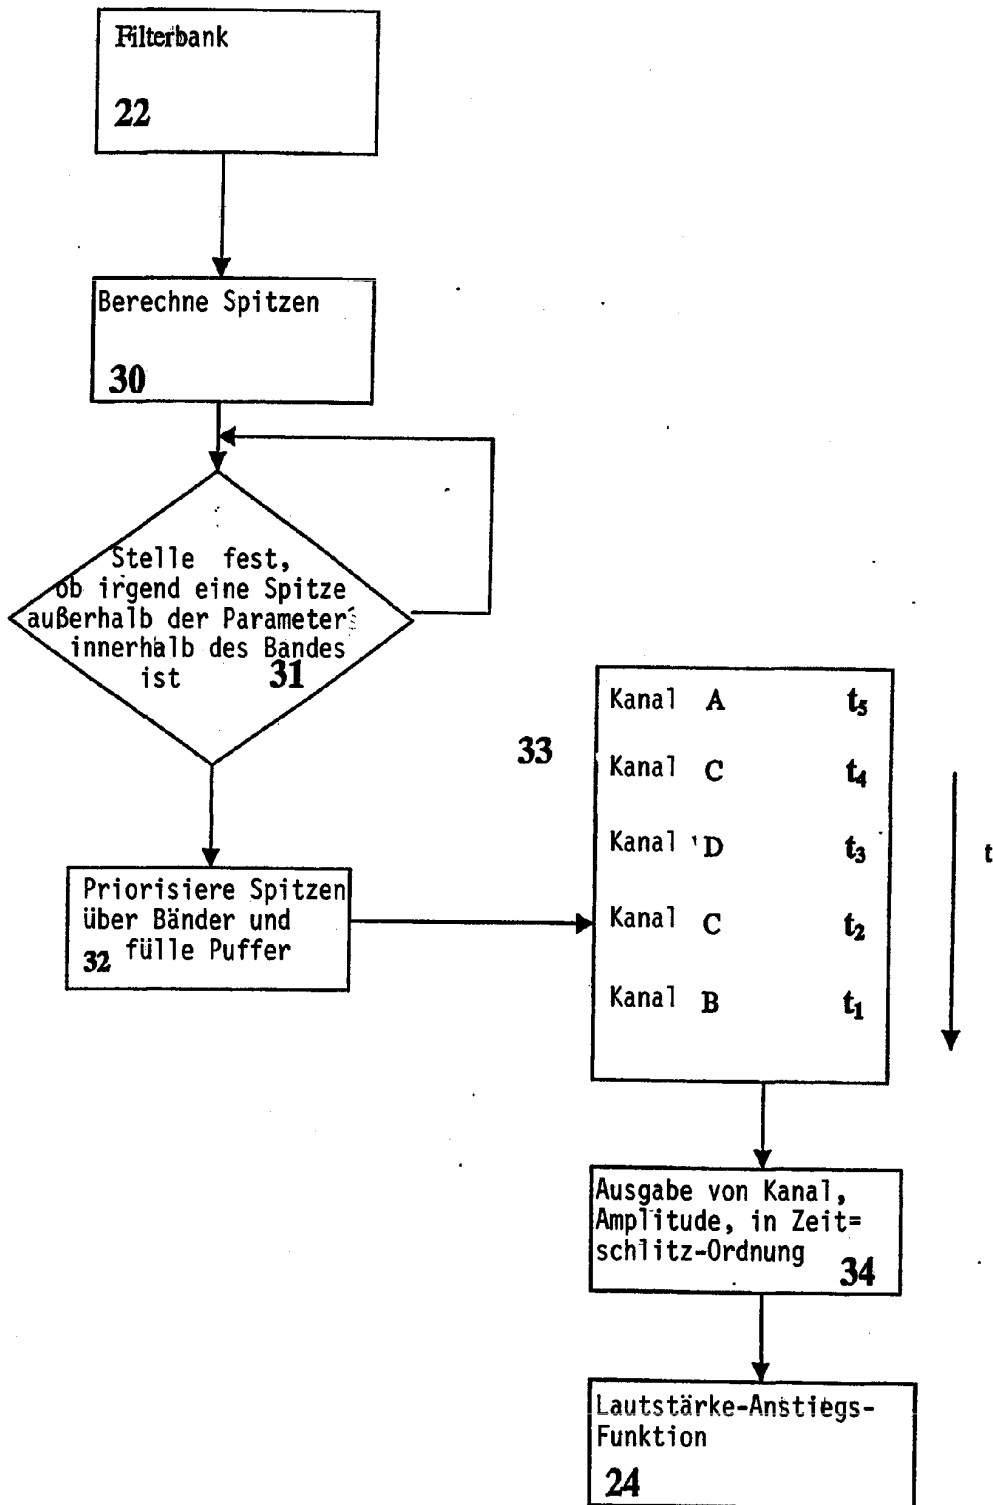 Filterbank
22
Berechne Spitzen
30
Stelle fest,
ob irgend eine Spitze
außerhalb der Parameter
innerhalb des Bandes
ist 31
Priorisiere Spitzen
über Bänder und
32 fülle Puffer
33
Kanal A t₅
Kanal C t₄
Kanal D t₃
Kanal C t₂
Kanal B t₁
t
Ausgabe von Kanal,
Amplitude, in Zeit=
schlitz-Ordnung
34
Lautstärke-Anstiegs-
Funktion
24